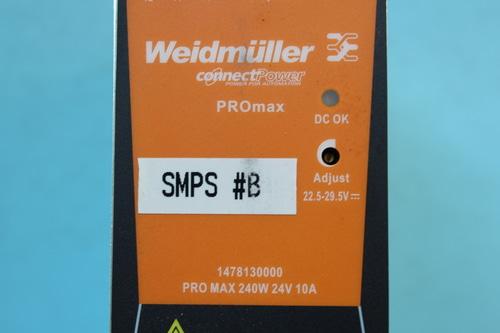 Weidmüller
connectPower
POWER FOR AUTOMATION
PROmax
DC OK
SMPS #B
Adjust
22.5-29.5V
1478130000
PRO MAX 240W 24V 10A